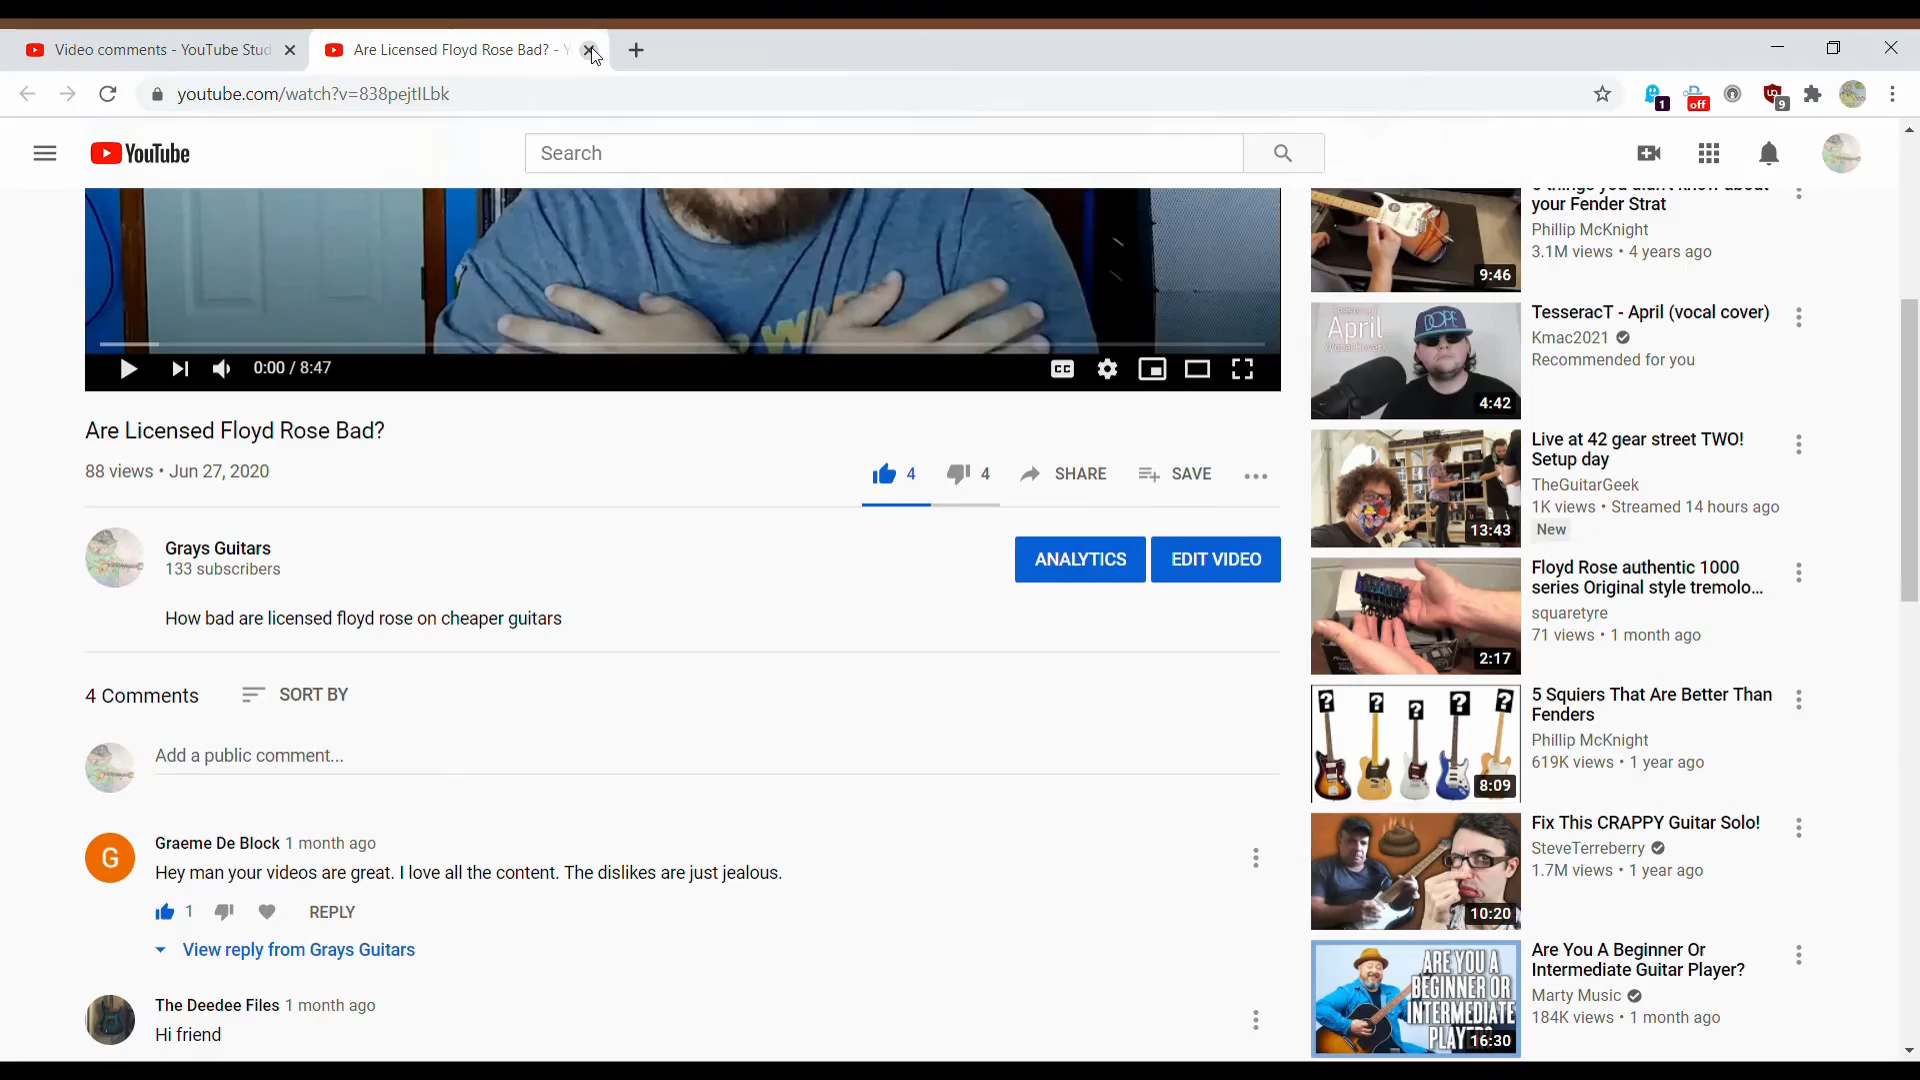 Video comments - YouTube Stud
Are Licensed Floyd Rose Bad? - Y
youtube.com/watch?v=838pejtILbk
1
off
9
YouTube
Search
0:00 / 8:47
CC
Are Licensed Floyd Rose Bad?
88 views • Jun 27, 2020
4
4
SHARE
SAVE
Grays Guitars
133 subscribers
ANALYTICS
EDIT VIDEO
How bad are licensed floyd rose on cheaper guitars
4 Comments
SORT BY
Add a public comment...
G
Graeme De Block 1 month ago
Hey man your videos are great. I love all the content. The dislikes are just jealous.
1
REPLY
View reply from Grays Guitars
The Deedee Files 1 month ago
Hi friend
your Fender Strat
Phillip McKnight
3.1M views • 4 years ago
9:46
TesseracT - April (vocal cover)
Kmac2021
Recommended for you
April
DOPE
4:42
Live at 42 gear street TWO!
Setup day
TheGuitarGeek
1K views • Streamed 14 hours ago
New
13:43
Floyd Rose authentic 1000
series Original style tremolo...
squaretyre
71 views • 1 month ago
2:17
5 Squiers That Are Better Than
Fenders
Phillip McKnight
619K views • 1 year ago
? ? ? ? ?
8:09
Fix This CRAPPY Guitar Solo!
SteveTerreberry
1.7M views • 1 year ago
10:20
Are You A Beginner Or
Intermediate Guitar Player?
Marty Music
184K views • 1 month ago
ARE YOU A
BEGINNER OR
INTERMEDIATE
PLAYER?
16:30